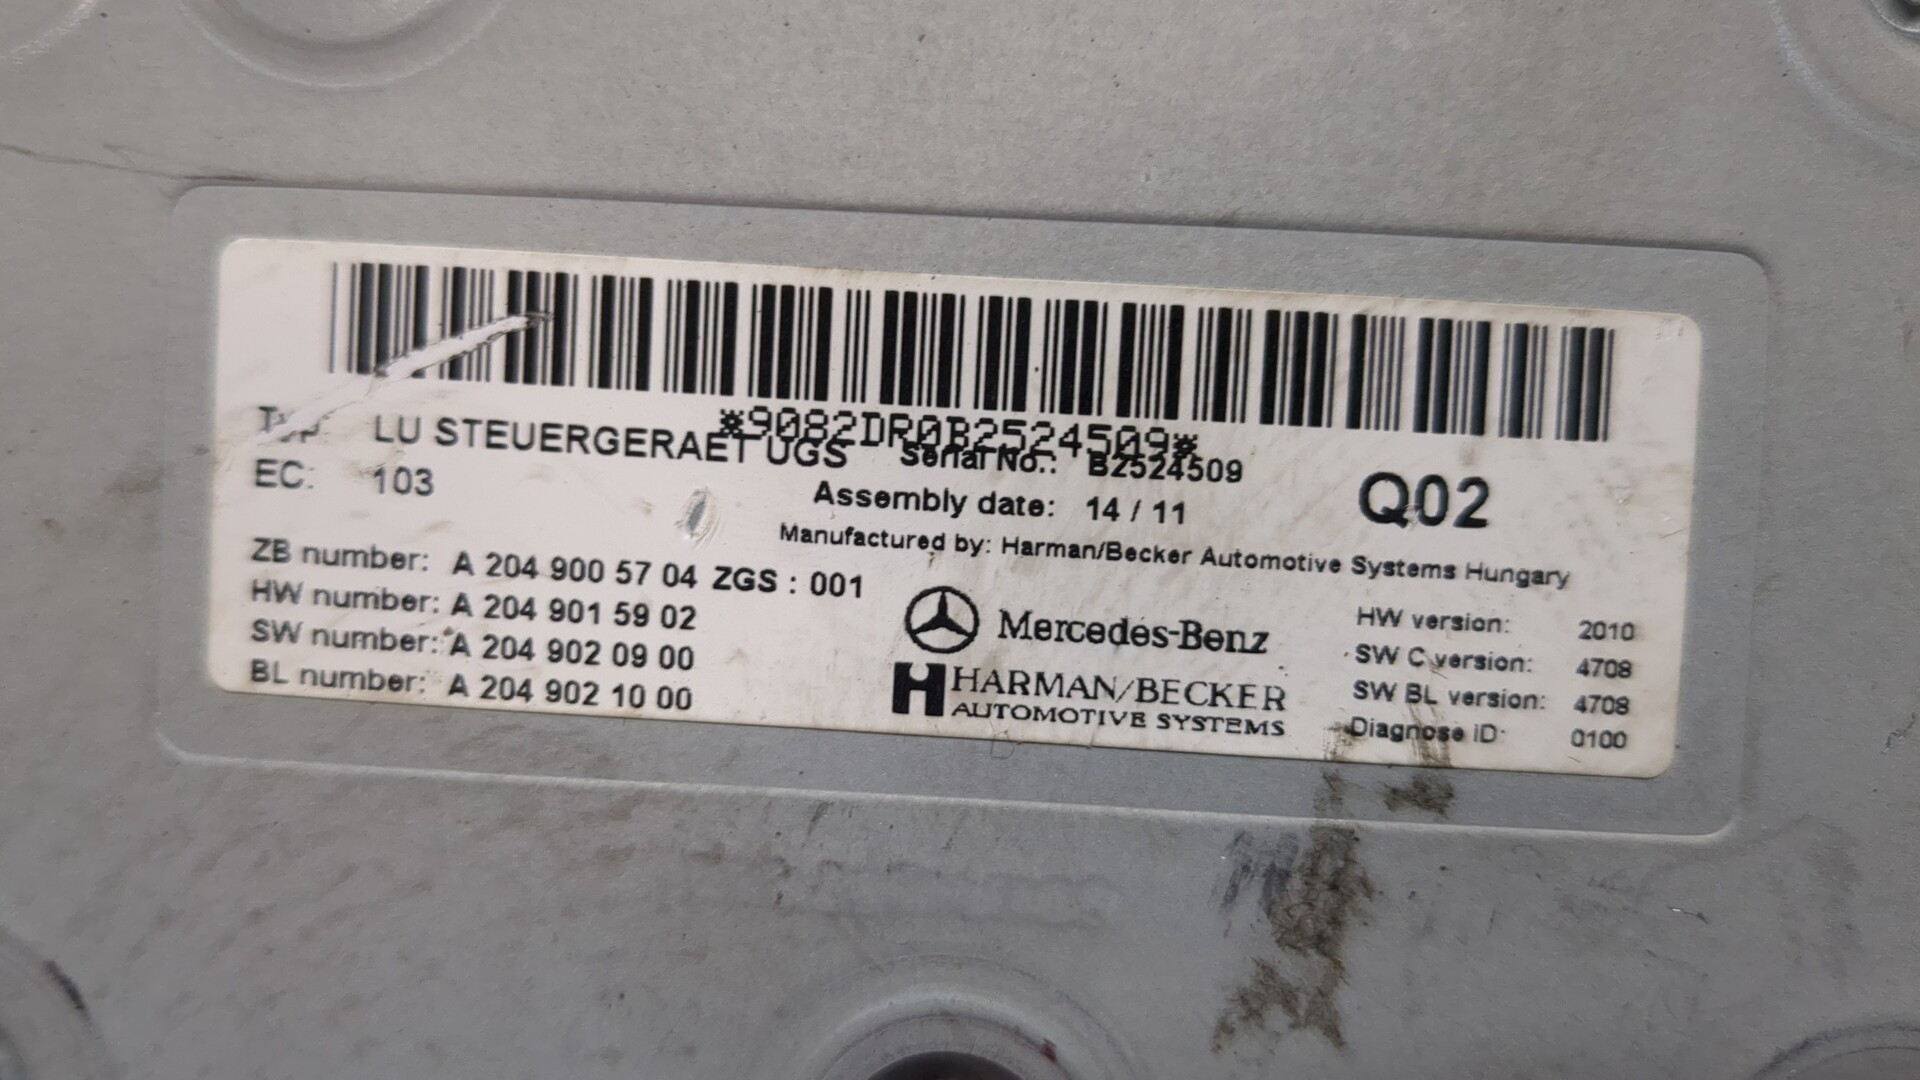 *9082DR0B2524509*
Typ: LU STEUERGERAET UGS Serial No.: B2524509
EC: 103
Assembly date: 14 / 11
Q02
Manufactured by: Harman/Becker Automotive Systems Hungary
ZB number: A 204 900 57 04 ZGS : 001
HW number: A 204 901 59 02
SW number: A 204 902 09 00
BL number: A 204 902 10 00
Mercedes-Benz
HARMAN/BECKER
AUTOMOTIVE SYSTEMS
HW version: 2010
SW C version: 4708
SW BL version: 4708
Diagnose ID: 0100